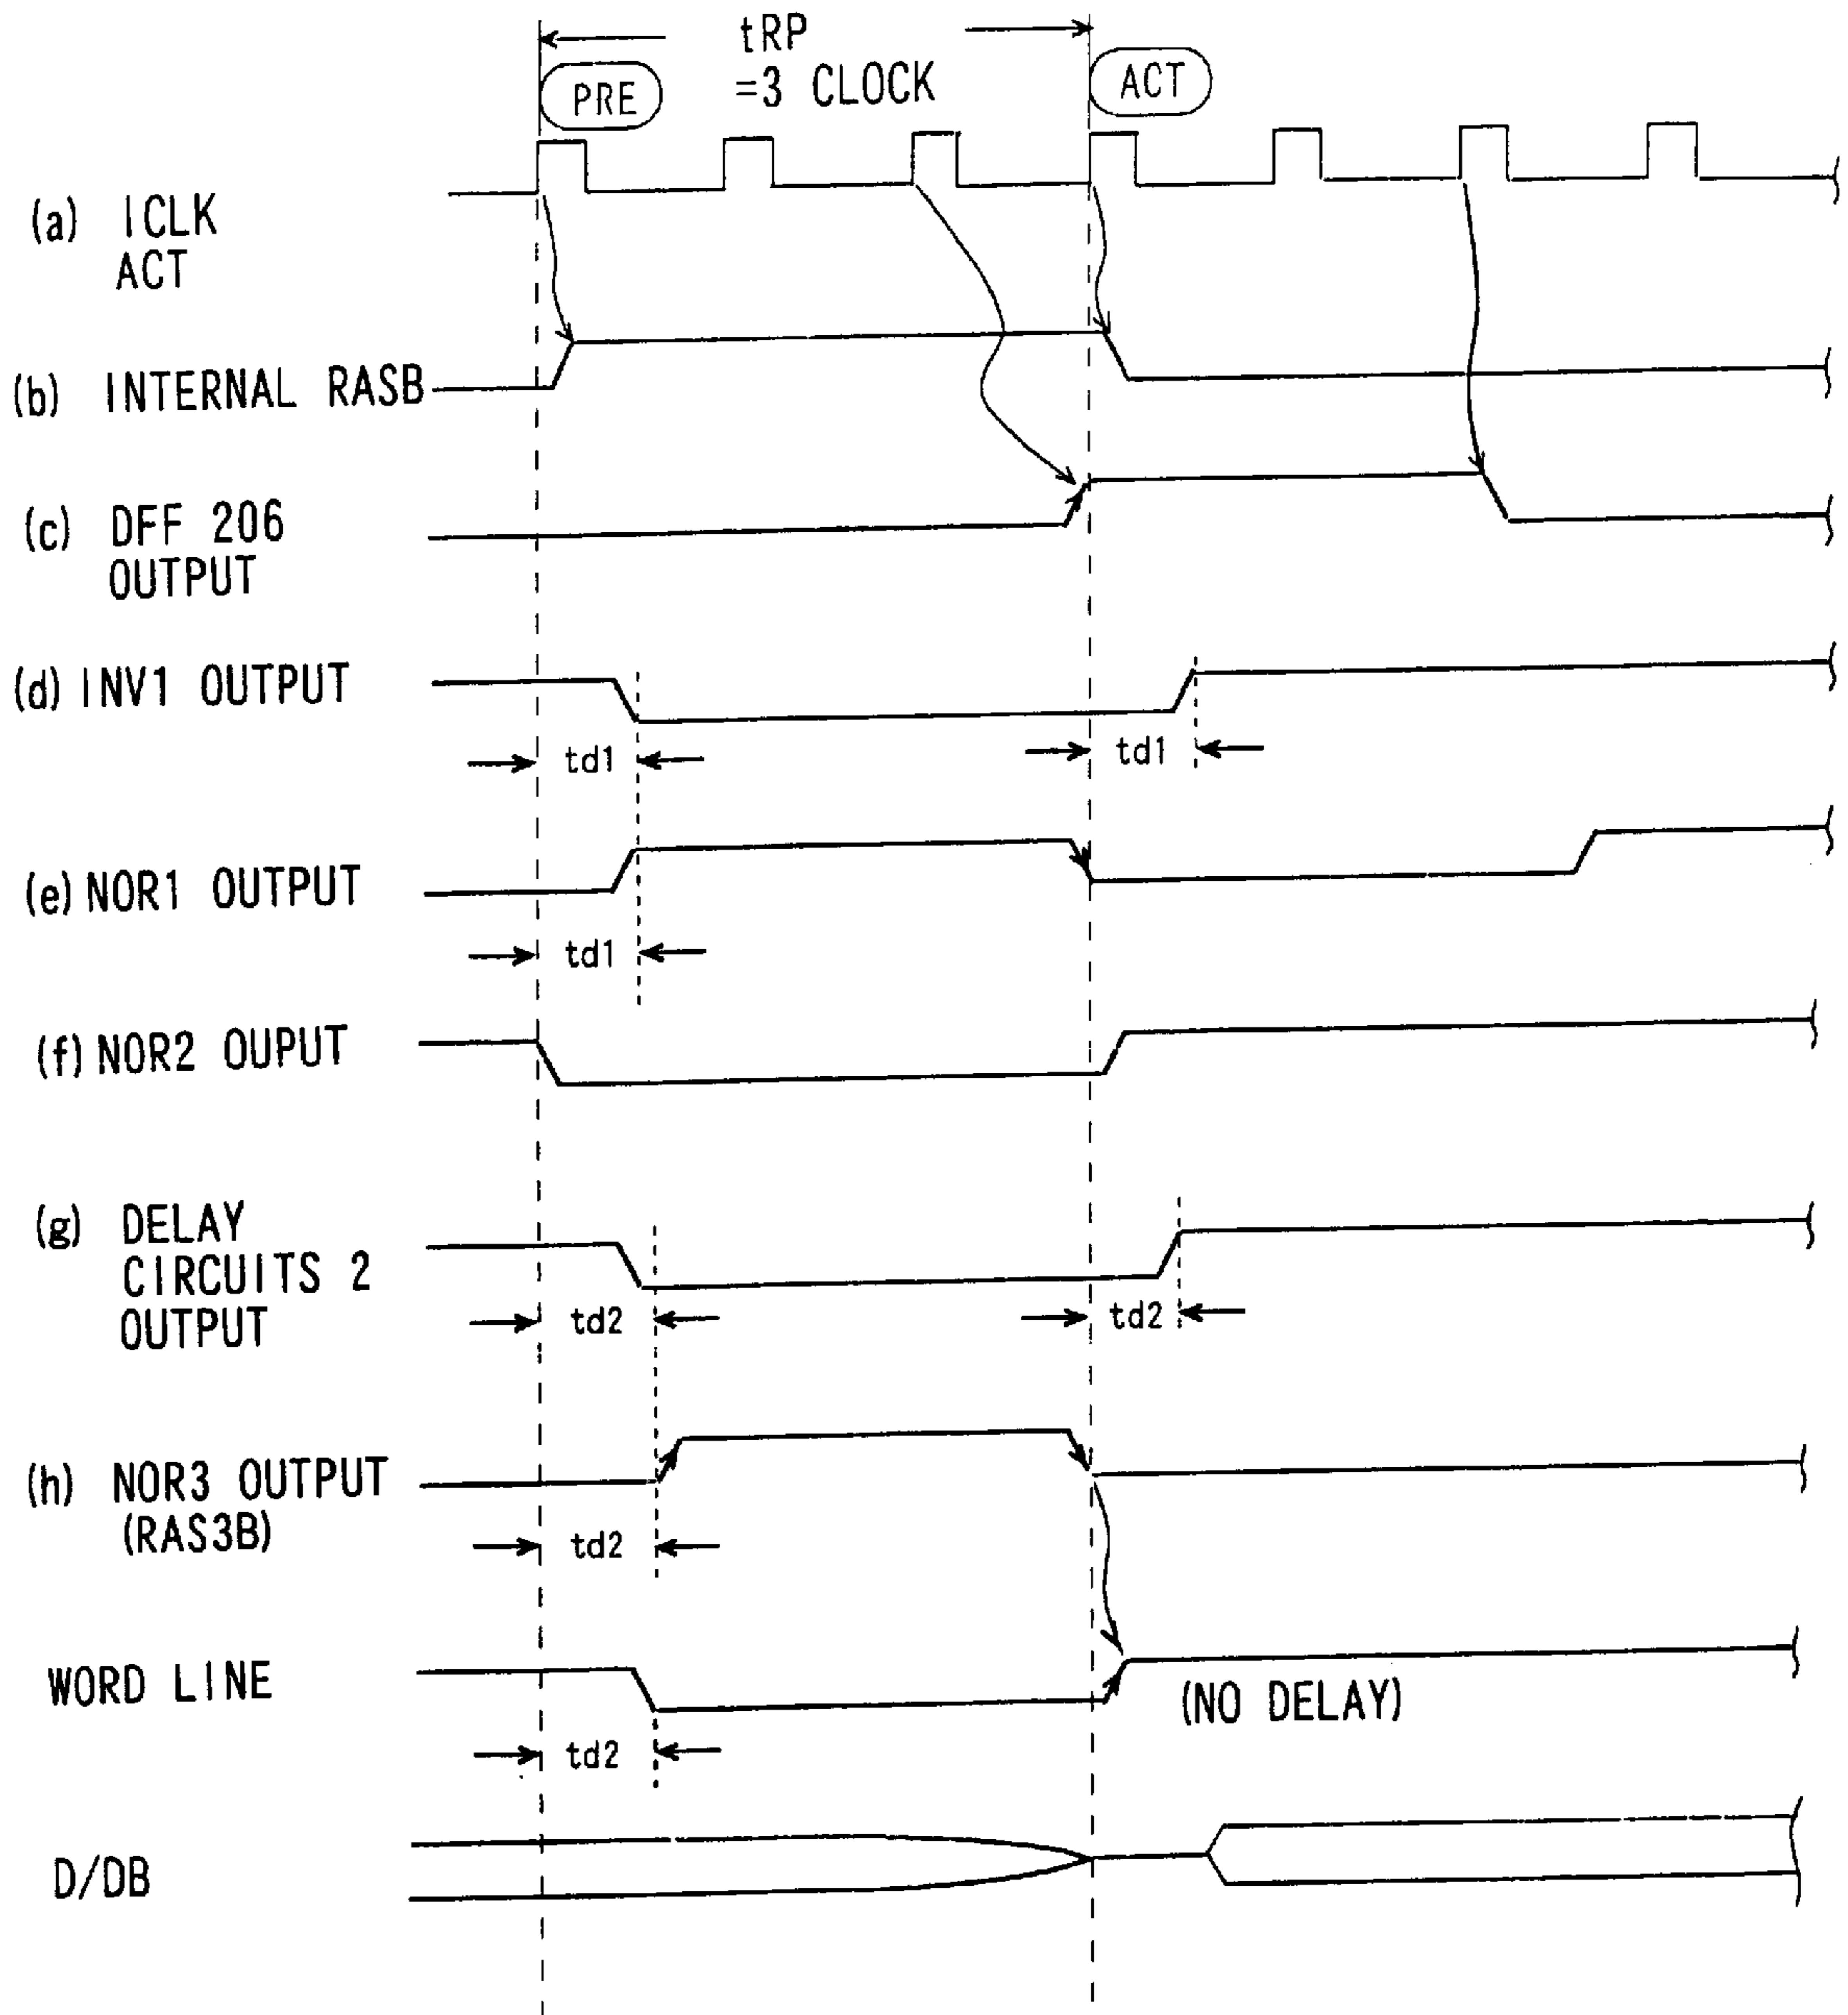 tRP
=3 CLOCK
PRE
ACT
(a) ICLK
ACT
(b) INTERNAL RASB
(c) DFF 206
OUTPUT
(d) INV1 OUTPUT
td1
td1
(e) NOR1 OUTPUT
td1
(f) NOR2 OUPUT
(g) DELAY
CIRCUITS 2
OUTPUT
td2
td2
(h) NOR3 OUTPUT
(RAS3B)
td2
WORD LINE
(NO DELAY)
td2
D/DB